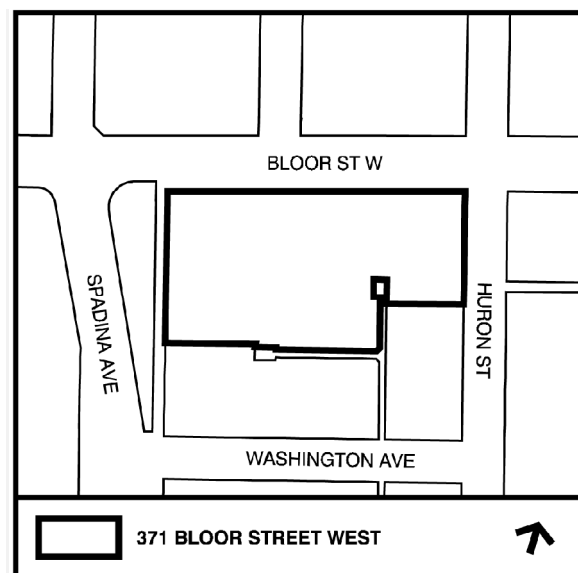 BLOOR ST W
SPADINA AVE
HURON ST
WASHINGTON AVE
371 BLOOR STREET WEST